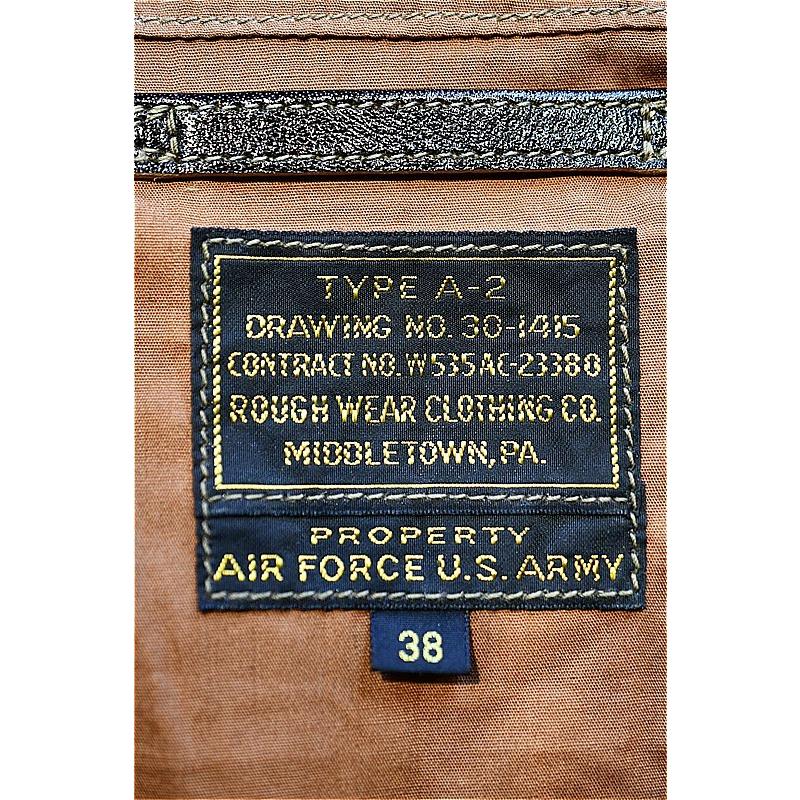 TYPE A-2
DRAWING NO. 30-1415
CONTRACT NO. W535AC-23380
ROUGH WEAR CLOTHING CO.
MIDDLETOWN, PA.
PROPERTY
AIR FORCE U.S. ARMY
38